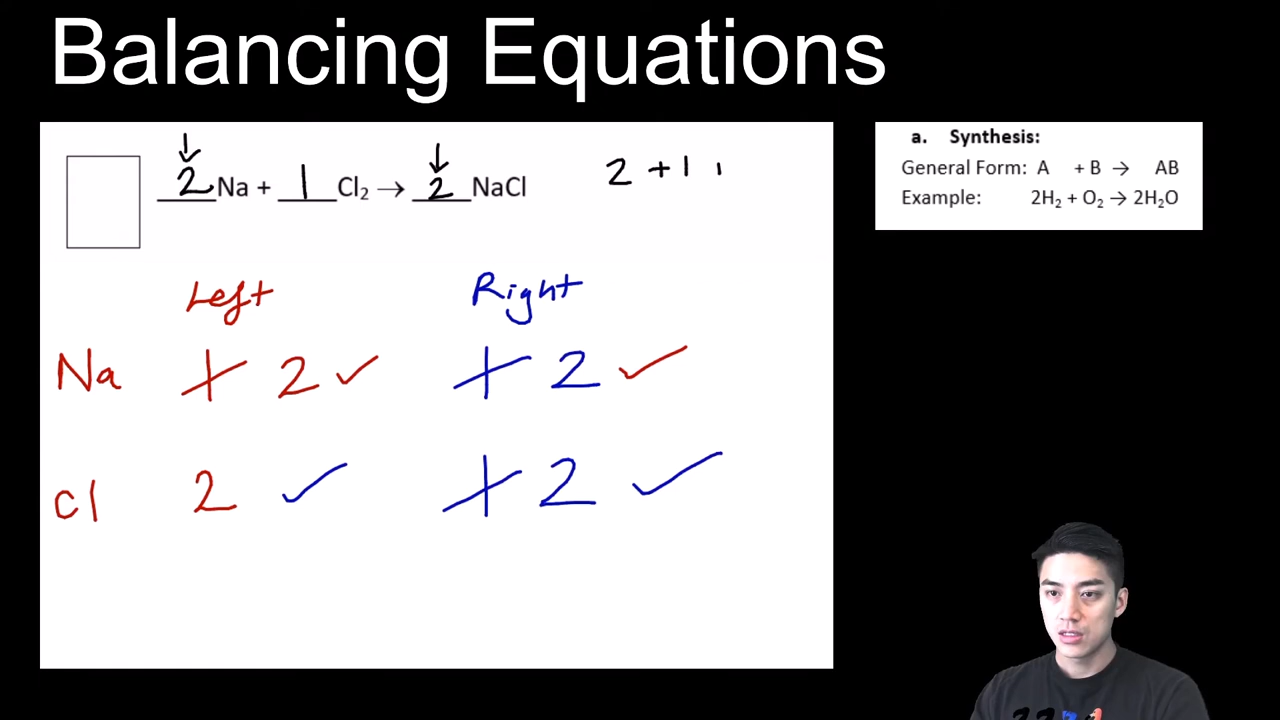 Balancing Equations
2 Na + 1 Cl₂ → 2 NaCl 2 + 1
a. Synthesis:
General Form: A + B → AB
Example: 2H₂ + O₂ → 2H₂O
Left Right
Na 1 2 ✓ 1 2 ✓
Cl 2 ✓ 1 2 ✓